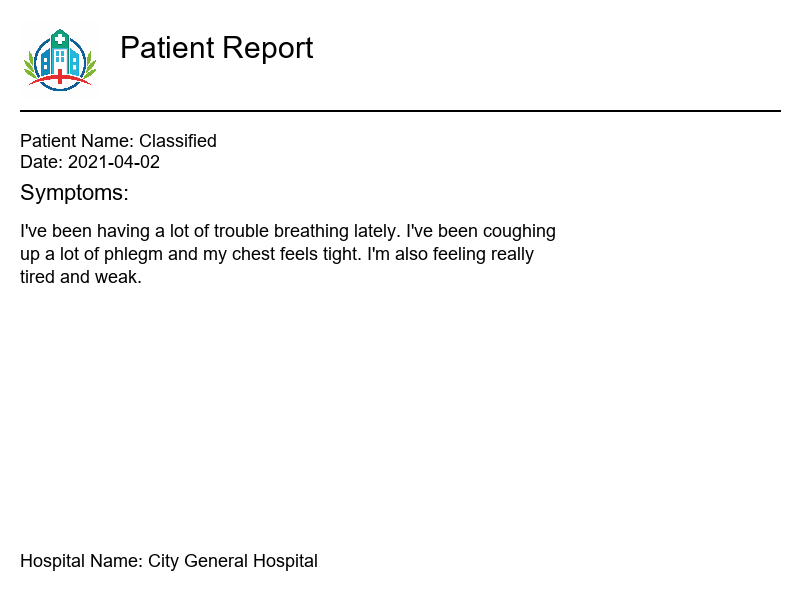 Patient Report
Patient Name: Classified
Date: 2021-04-02
Symptoms:
I've been having a lot of trouble breathing lately. I've been coughing
up a lot of phlegm and my chest feels tight. I'm also feeling really
tired and weak.
Hospital Name: City General Hospital